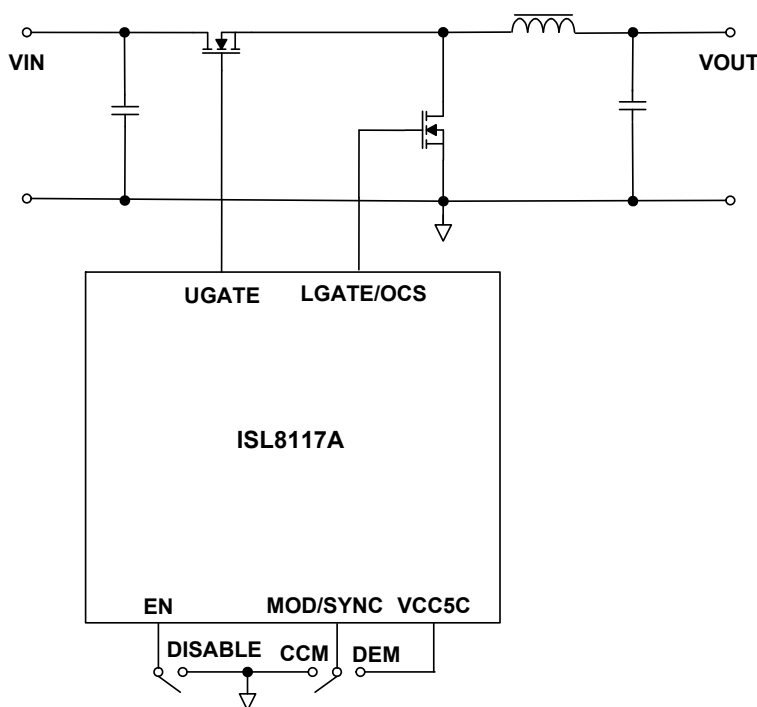 VIN
VOUT
UGATE
LGATE/OCS
ISL8117A
EN
MOD/SYNC
VCC5C
DISABLE
CCM
DEM